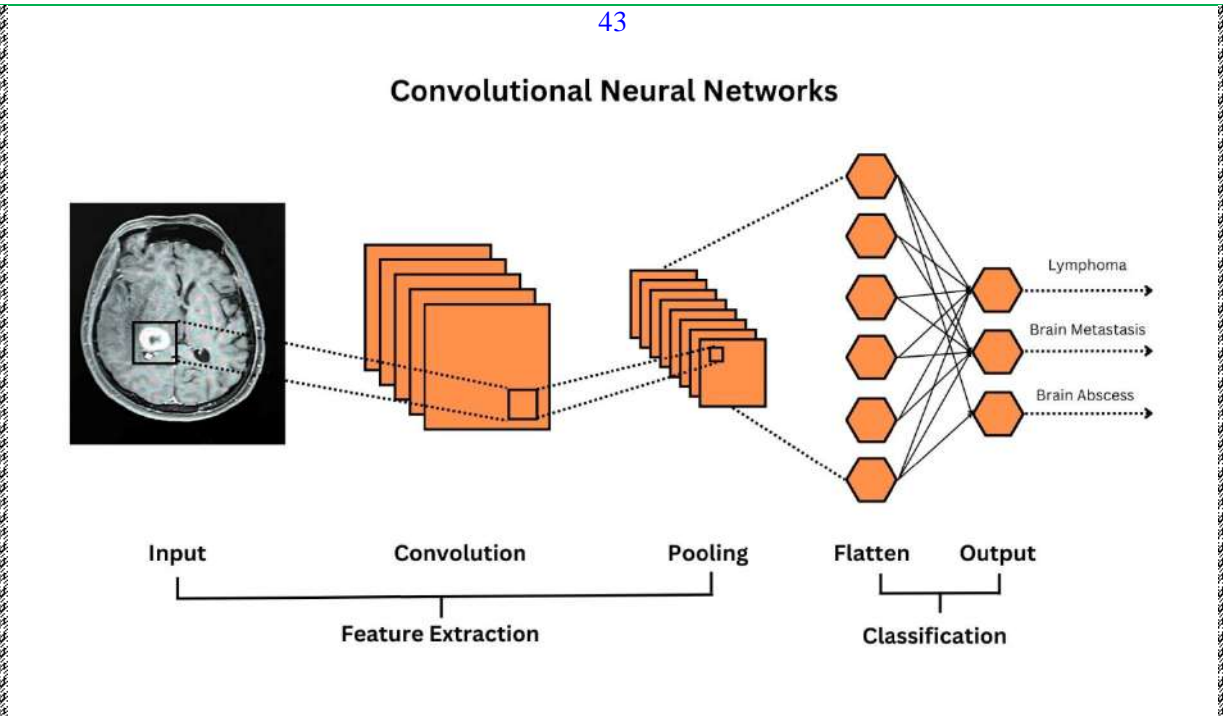 43
Convolutional Neural Networks
Lymphoma
Brain Metastasis
Brain Abscess
Input Convolution Pooling Flatten Output
Feature Extraction Classification